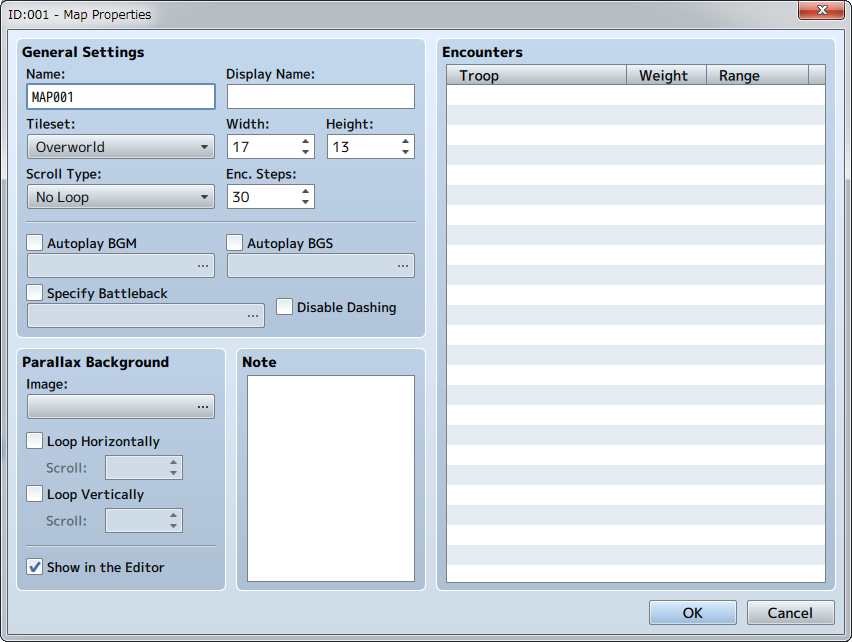 ID:001 - Map Properties
General Settings
Name:
Display Name:
MAP001
Tileset:
Width:
Height:
Overworld
17
13
Scroll Type:
Enc. Steps:
No Loop
30
Autoplay BGM
Autoplay BGS
...
...
Specify Battleback
...
Disable Dashing
Parallax Background
Image:
...
Loop Horizontally
Scroll:
Loop Vertically
Scroll:
Show in the Editor
Note
Encounters
Troop
Weight
Range
OK
Cancel